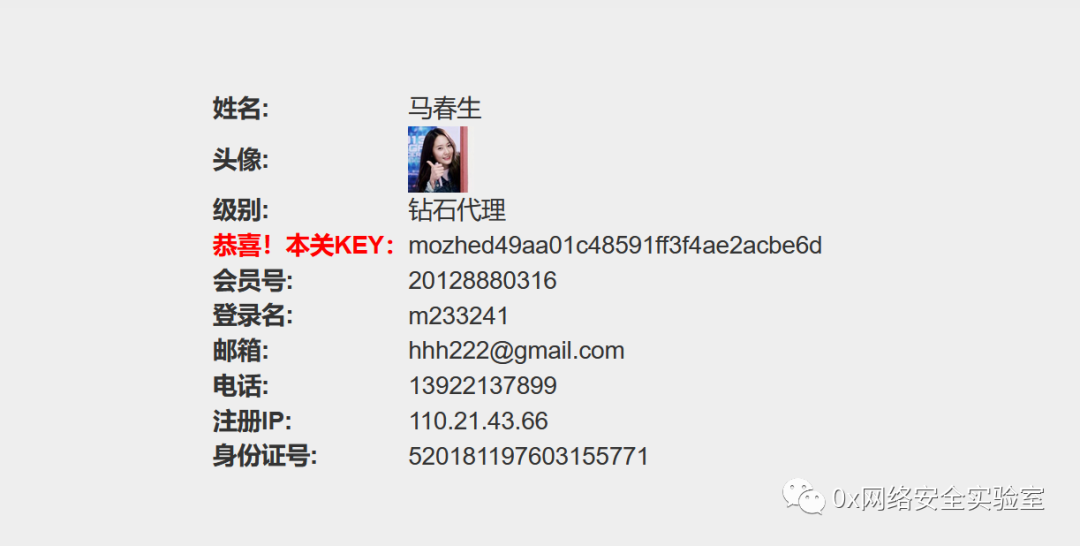 姓名: 马春生
头像:
级别: 钻石代理
恭喜！本关KEY： mozhed49aa01c48591ff3f4ae2acbe6d
会员号: 20128880316
登录名: m233241
邮箱: hhh222@gmail.com
电话: 13922137899
注册IP: 110.21.43.66
身份证号: 520181197603155771
0x网络安全实验室